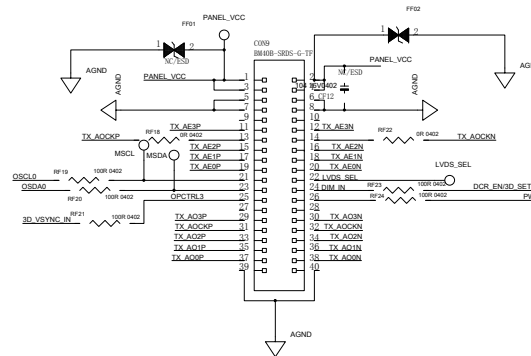 FF02
PANEL_VCC
FF01
1 2
1 2
NC/ESD
CON9
BM40B-SRDS-G-TF
PANEL_VCC
AGND
NC/ESD
PANEL_VCC 1 2
104 16V0402
3
AGND
5 6 CF12
AGND
7 8
9 10
TX_AE3P 11 12 TX_AE3N
TX_AOCKP RF18 0R 0402 13 14 RF22 0R 0402 TX_AOCKN
MSCL MSDA TX_AE2P 15 16 TX_AE2N
TX_AE1P 17 18 TX_AE1N
TX_AE0P 19 20 TX_AE0N
LVDS_SEL
OSCL0 RF19 100R 0402 21 22 LVDS_SEL
OSDA0 RF20 100R 0402 23 24 DIM_IN RF23 100R 0402 DCR_EN/3D_SET
OPCTRL3 25 26 RF24 100R 0402
3D_VSYNC_IN RF21 100R 0402 27 28
TX_AO3P 29 30 TX_AO3N
TX_AOCKP 31 32 TX_AOCKN
TX_AO2P 33 34 TX_AO2N
TX_AO1P 35 36 TX_AO1N
TX_AO0P 37 38 TX_AO0N
39 40
AGND